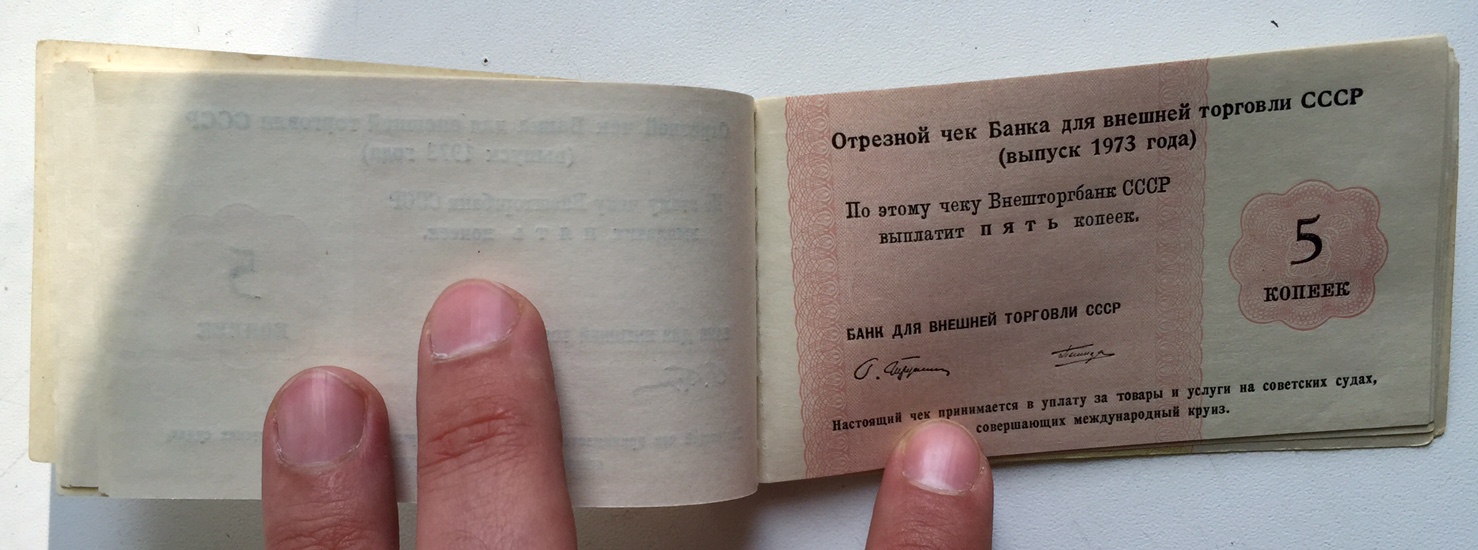 Отрезной чек Банка для внешней торговли СССР
(выпуск 1973 года)
По этому чеку Внешторгбанк СССР
выплатит п я т ь копеек.
5
КОПЕЕК
БАНК ДЛЯ ВНЕШНЕЙ ТОРГОВЛИ СССР
Настоящий чек принимается в уплату за товары и услуги на советских судах,
совершающих международный круиз.